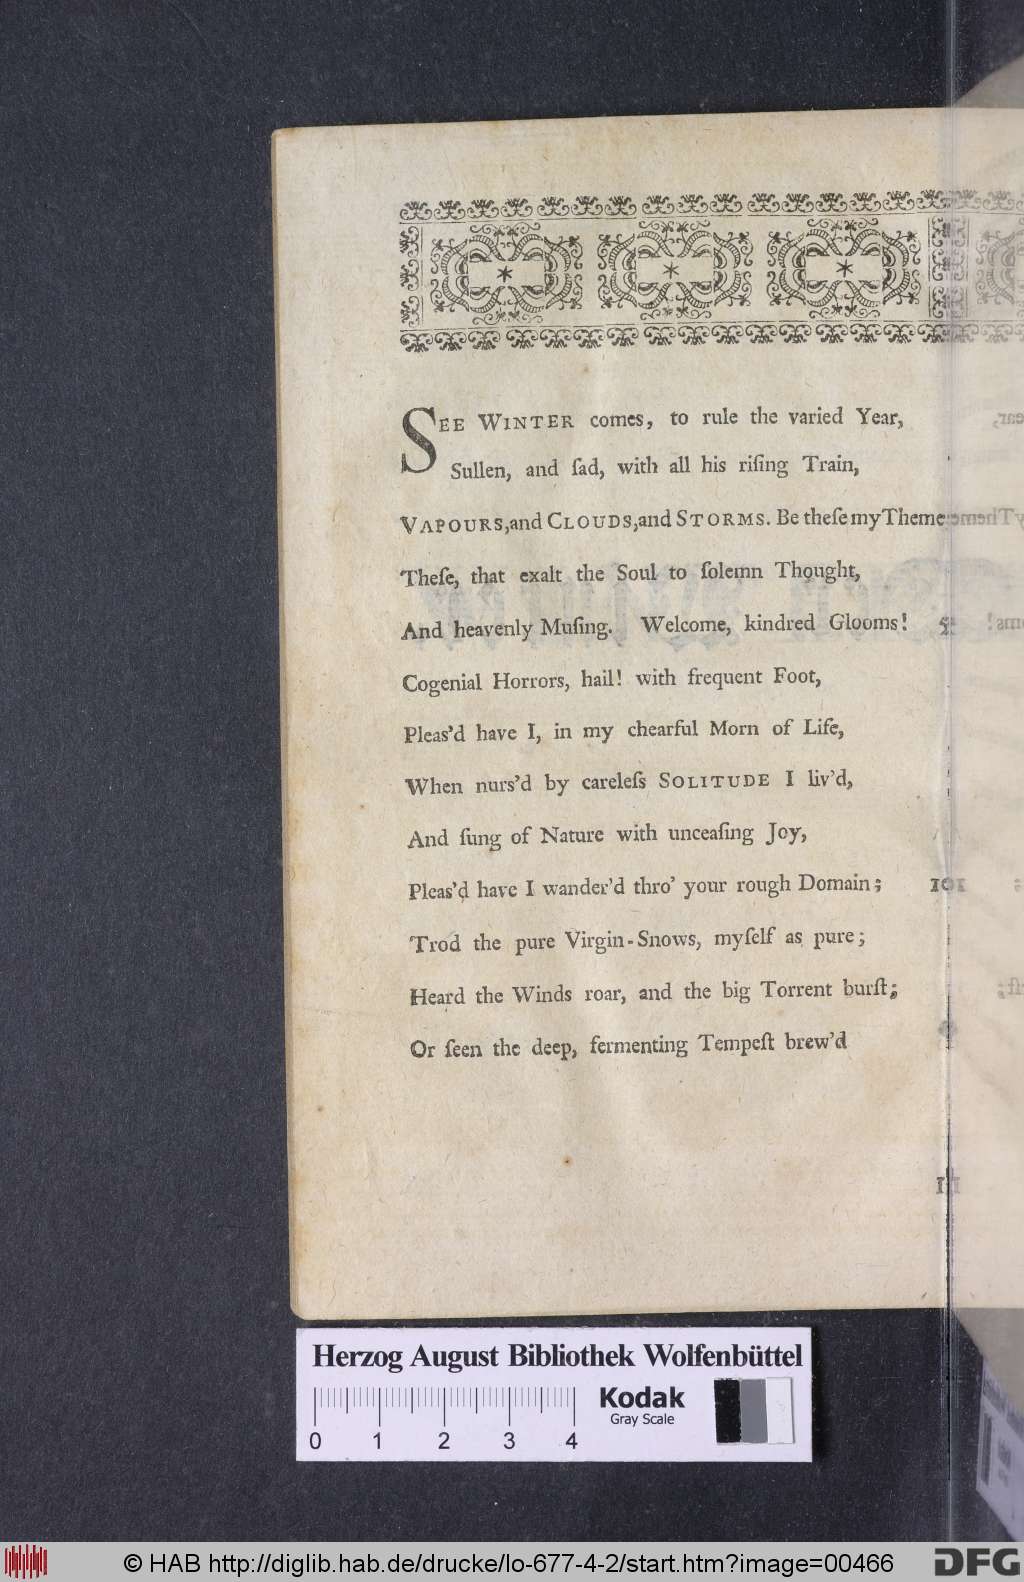 SEE WINTER comes, to rule the varied Year,
Sullen, and ſad, with all his riſing Train,
VAPOURS,and CLOUDS,and STORMS. Be theſe my Theme
Theſe, that exalt the Soul to ſolemn Thought,
And heavenly Muſing. Welcome, kindred Glooms! 5
Cogenial Horrors, hail! with frequent Foot,
Pleas'd have I, in my chearful Morn of Life,
When nurs'd by careleſs SOLITUDE I liv'd,
And ſung of Nature with unceaſing Joy,
Pleas'd have I wander'd thro' your rough Domain;
Trod the pure Virgin-Snows, myſelf as pure;
Heard the Winds roar, and the big Torrent burſt;
Or ſeen the deep, fermenting Tempeſt brew'd
Herzog August Bibliothek Wolfenbüttel
0 1 2 3 4
Kodak
Gray Scale
© HAB http://diglib.hab.de/drucke/lo-677-4-2/start.htm?image=00466
DFG